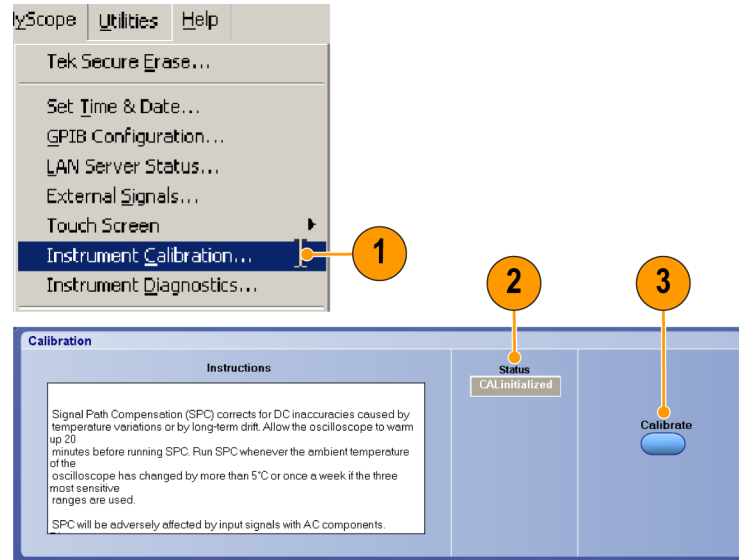 yScope Utilities Help
Tek Secure Erase...
Set Time & Date...
GPIB Configuration...
LAN Server Status...
External Signals...
Touch Screen
Instrument Calibration...
Instrument Diagnostics...
1
2
3
Calibration
Instructions
Status
CALinitialized
Calibrate
Signal Path Compensation (SPC) corrects for DC inaccuracies caused by
temperature variations or by long-term drift. Allow the oscilloscope to warm
up 20
minutes before running SPC. Run SPC whenever the ambient temperature
of the
oscilloscope has changed by more than 5°C or once a week if the three
most sensitive
ranges are used.
SPC will be adversely affected by input signals with AC components.